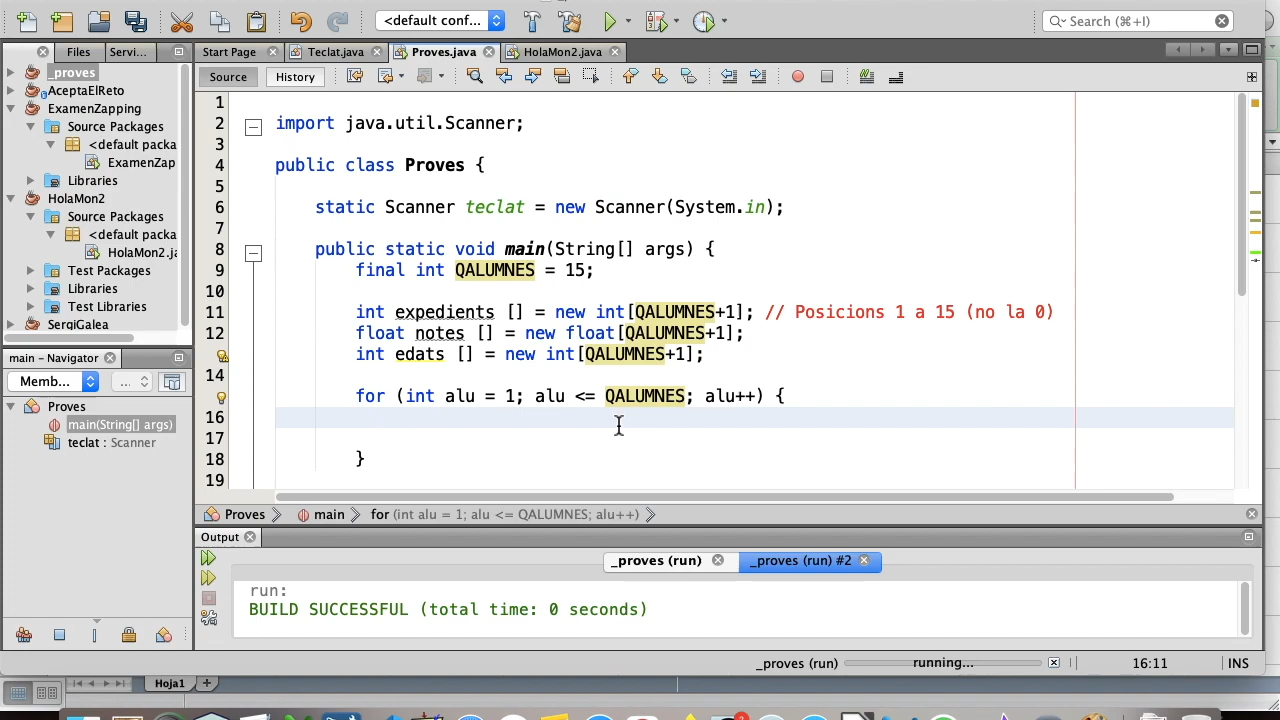 <default conf...
Search (⌘+I)
Files
Servi...
Start Page
Teclat.java
Proves.java
HolaMon2.java
Source
History
_proves
AceptaElReto
ExamenZapping
Source Packages
<default packa
ExamenZap
Libraries
HolaMon2
Source Packages
<default packa
HolaMon2.ja
Test Packages
Libraries
Test Libraries
SergiGalea
main - Navigator
Memb...
...
Proves
main(String[] args)
teclat : Scanner
1
2 import java.util.Scanner;
3
4 public class Proves {
5
6 static Scanner teclat = new Scanner(System.in);
7
8 public static void main(String[] args) {
9 final int QALUMNES = 15;
10
11 int expedients [] = new int[QALUMNES+1]; // Posicions 1 a 15 (no la 0)
12 float notes [] = new float[QALUMNES+1];
int edats [] = new int[QALUMNES+1];
14
for (int alu = 1; alu <= QALUMNES; alu++) {
16
17
18 }
19
Proves
main
for (int alu = 1; alu <= QALUMNES; alu++)
Output
_proves (run)
_proves (run) #2
run:
BUILD SUCCESSFUL (total time: 0 seconds)
_proves (run)
running...
16:11
INS
Hoja1